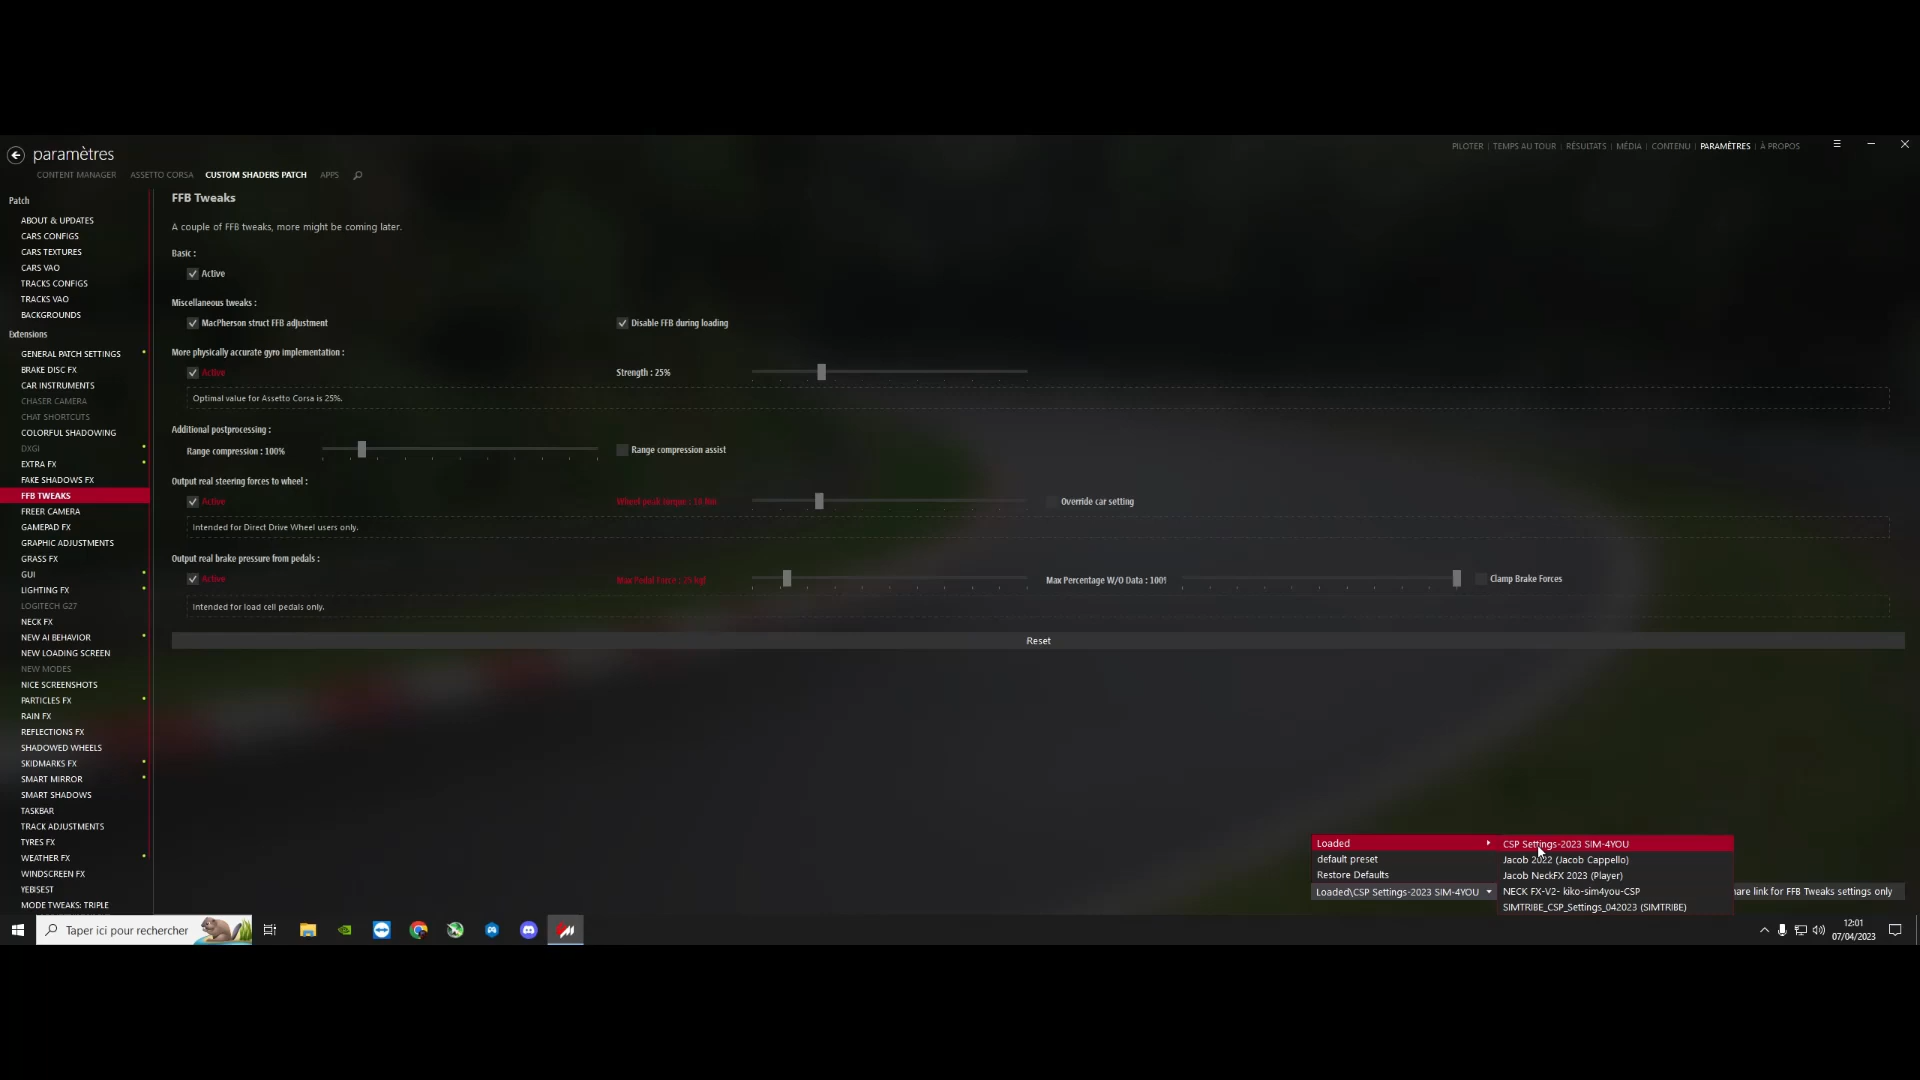 paramètres
PILOTER | TEMPS AU TOUR | RÉSULTATS | MÉDIA | CONTENU | PARAMÈTRES | À PROPOS
CONTENT MANAGER ASSETTO CORSA CUSTOM SHADERS PATCH APPS
Patch
ABOUT & UPDATES
CARS CONFIGS
CARS TEXTURES
CARS VAO
TRACKS CONFIGS
TRACKS VAO
BACKGROUNDS
Extensions
GENERAL PATCH SETTINGS
BRAKE DISC FX
CAR INSTRUMENTS
CHASER CAMERA
CHAT SHORTCUTS
COLORFUL SHADOWING
DXGI
EXTRA FX
FAKE SHADOWS FX
FFB TWEAKS
FREER CAMERA
GAMEPAD FX
GRAPHIC ADJUSTMENTS
GRASS FX
GUI
LIGHTING FX
LOGITECH G27
NECK FX
NEW AI BEHAVIOR
NEW LOADING SCREEN
NEW MODES
NICE SCREENSHOTS
PARTICLES FX
RAIN FX
REFLECTIONS FX
SHADOWED WHEELS
SKIDMARKS FX
SMART MIRROR
SMART SHADOWS
TASKBAR
TRACK ADJUSTMENTS
TYRES FX
WEATHER FX
WINDSCREEN FX
YEBISEST
MODE TWEAKS: TRIPLE
FFB Tweaks
A couple of FFB tweaks, more might be coming later.
Basic :
Active
Miscellaneous tweaks :
MacPherson struct FFB adjustment Disable FFB during loading
More physically accurate gyro implementation :
Active Strength : 25%
Optimal value for Assetto Corsa is 25%.
Additional postprocessing :
Range compression : 100% Range compression assist
Output real steering forces to wheel :
Active Wheel peak torque : Override car setting
Intended for Direct Drive Wheel users only.
Output real brake pressure from pedals :
Active Max Pedal Force : 25 kgf Max Percentage W/O Data : 100% Clamp Brake Forces
Intended for load cell pedals only.
Reset
Loaded
default preset
Restore Defaults
Loaded\CSP Settings-2023 SIM-4YOU
CSP Settings-2023 SIM-4YOU
Jacob 2022 (Jacob Cappello)
Jacob NeckFX 2023 (Player)
NECK FX-V2- kiko-sim4you-CSP
SIMTRIBE_CSP_Settings_042023 (SIMTRIBE)
are link for FFB Tweaks settings only
Taper ici pour rechercher
12:01
07/04/2023